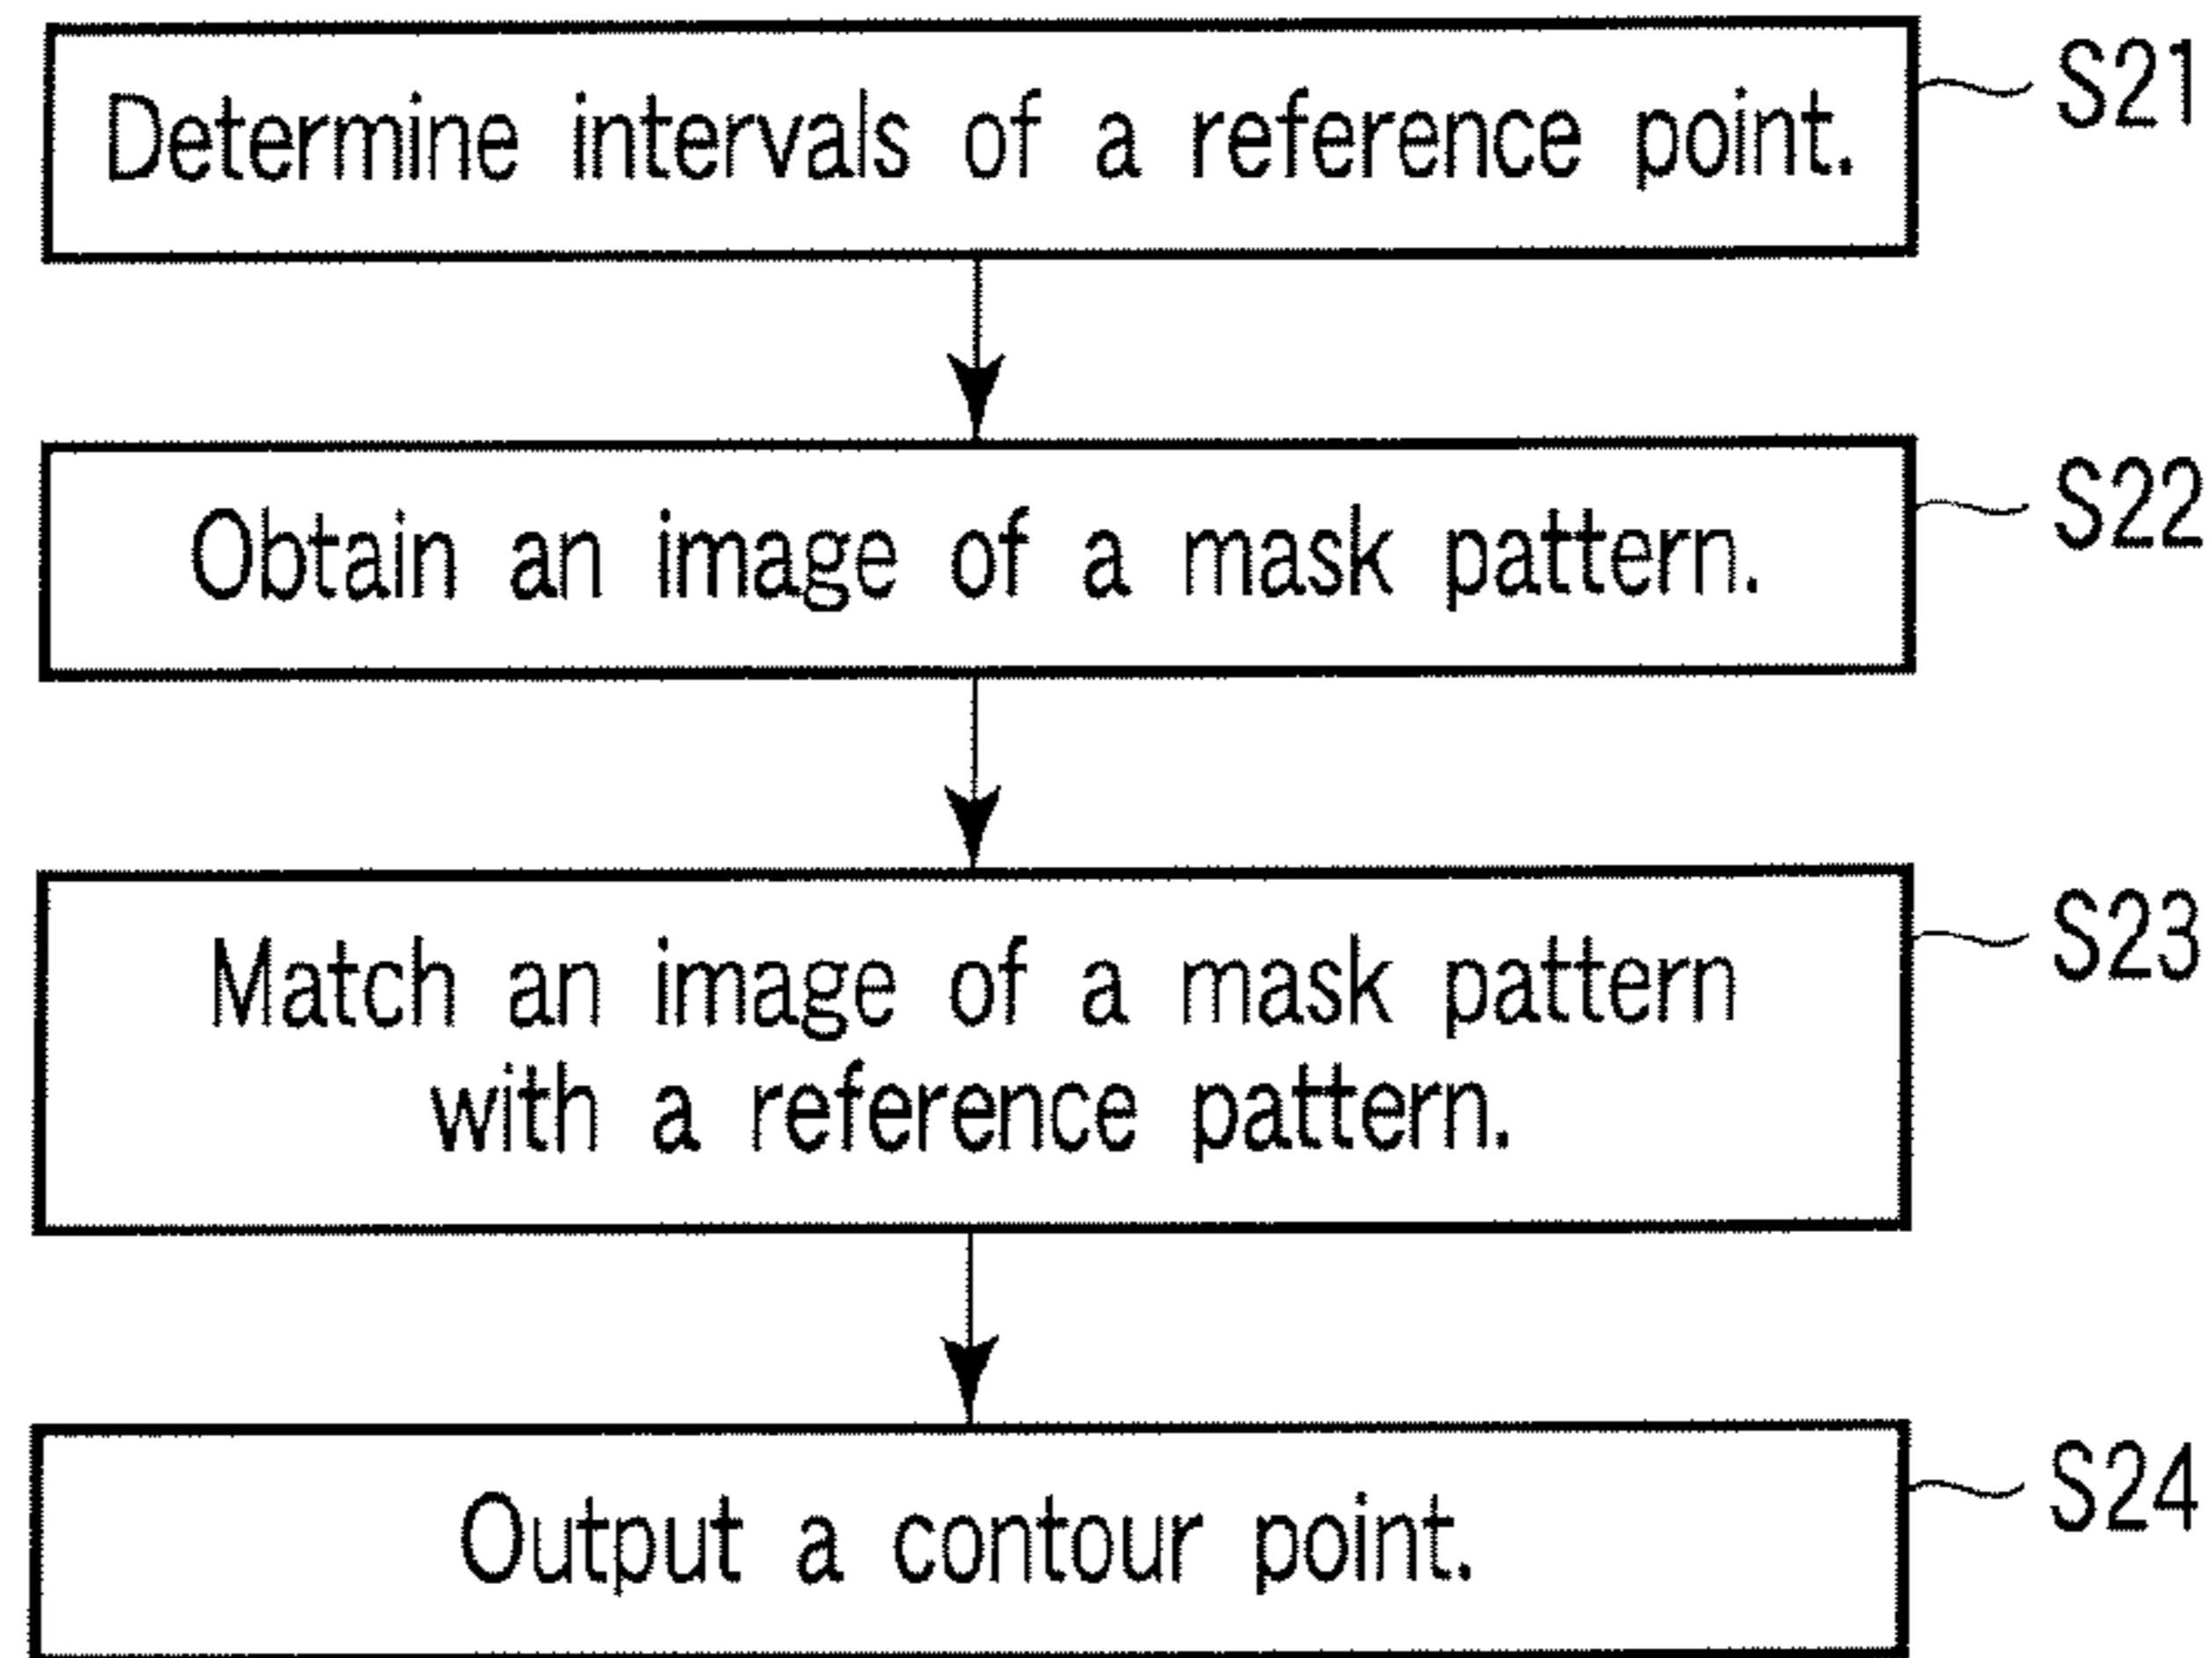 Determine intervals of a reference point.
S21
Obtain an image of a mask pattern.
S22
Match an image of a mask pattern
with a reference pattern.
S23
Output a contour point.
S24